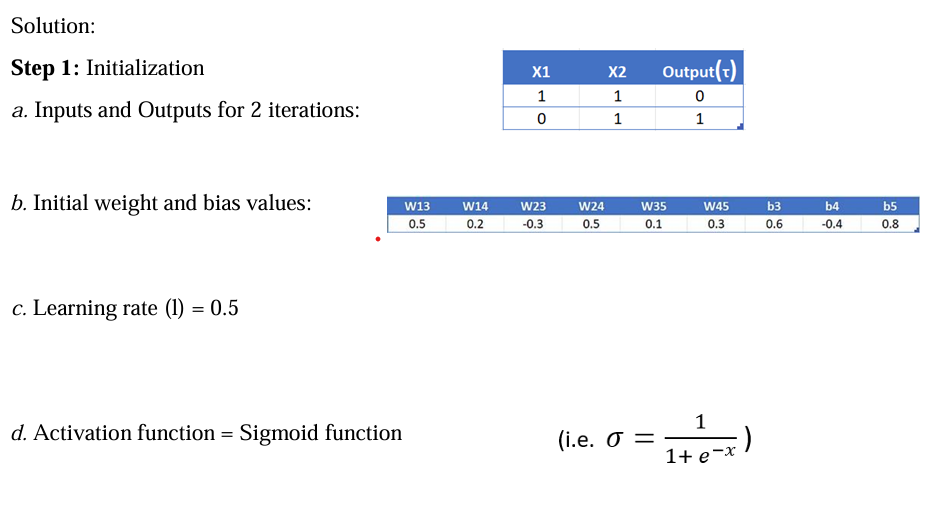 Solution:
Step 1: Initialization
X1 X2 Output(τ)
1 1 0
a. Inputs and Outputs for 2 iterations:
0 1 1
b. Initial weight and bias values:
W13 W14 W23 W24 W35 W45 b3 b4 b5
0.5 0.2 -0.3 0.5 0.1 0.3 0.6 -0.4 0.8
c. Learning rate (l) = 0.5
d. Activation function = Sigmoid function (i.e. σ = 1 / 1+ e^−x)